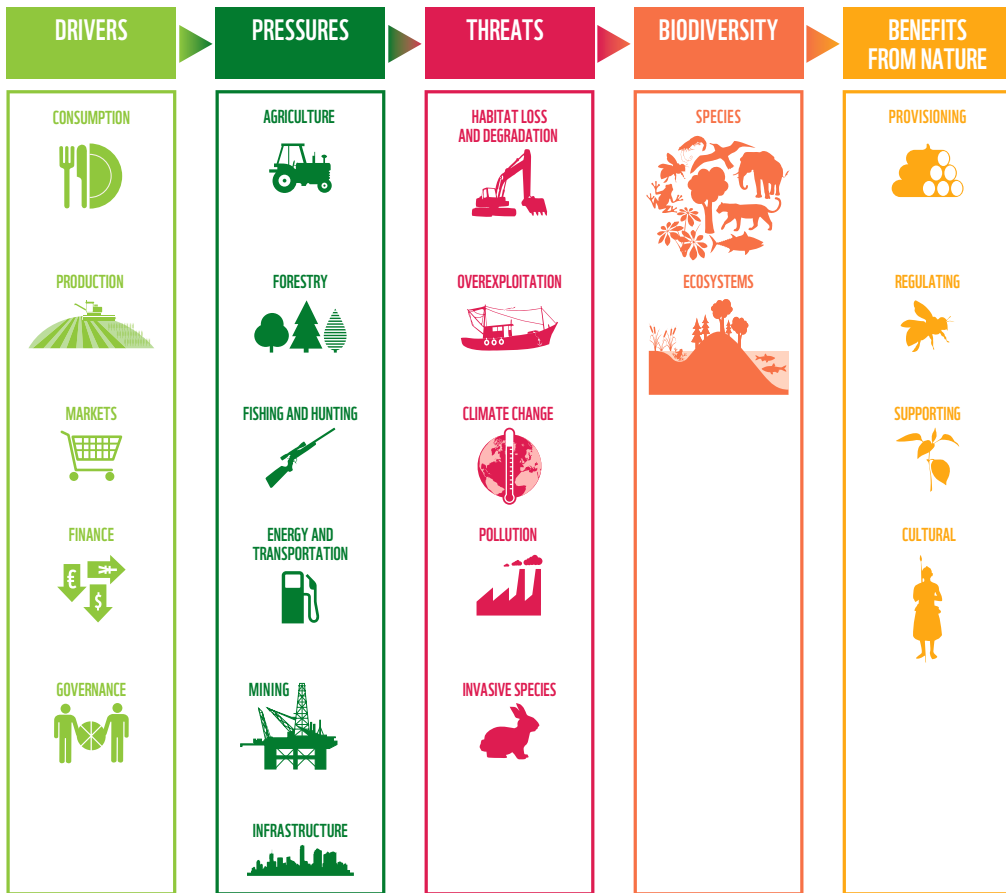 DRIVERS
PRESSURES
THREATS
BIODIVERSITY
BENEFITS
FROM NATURE
CONSUMPTION
PRODUCTION
MARKETS
FINANCE
€
¥
$
GOVERNANCE
AGRICULTURE
FORESTRY
FISHING AND HUNTING
ENERGY AND
TRANSPORTATION
MINING
INFRASTRUCTURE
HABITAT LOSS
AND DEGRADATION
OVEREXPLOITATION
CLIMATE CHANGE
POLLUTION
INVASIVE SPECIES
SPECIES
ECOSYSTEMS
PROVISIONING
REGULATING
SUPPORTING
CULTURAL